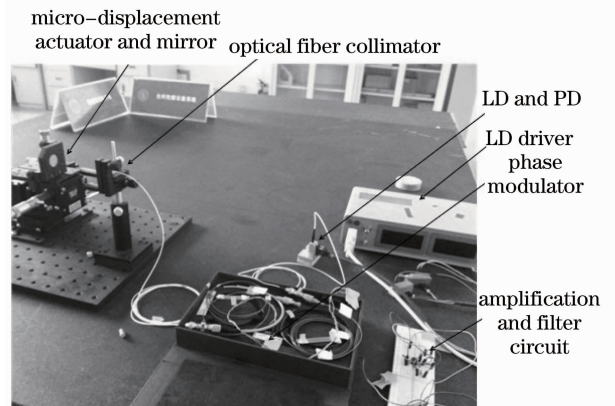 micro-displacement
actuator and mirror
optical fiber collimator
LD and PD
LD driver
phase
modulator
amplification
and filter
circuit